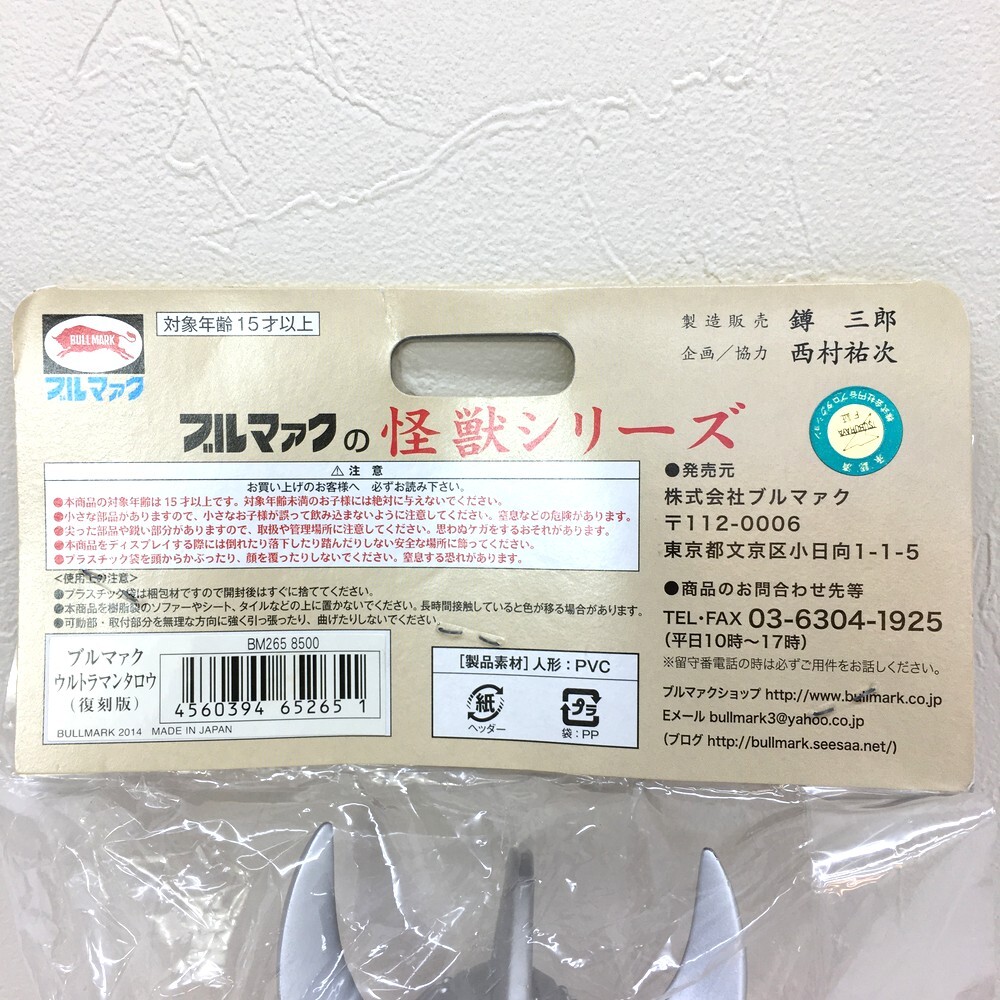 BULLMARK
ブルマァク
対象年齢15才以上
製造販売 鐏 三郎
企画／協力 西村祐次
ブルマァクの怪獣シリーズ
株式会社円谷プロダクション
承認済
⚠注 意
お買い上げのお客様へ 必ずお読み下さい。
●本商品の対象年齢は15才以上です。対象年齢未満のお子様には絶対に与えないでください。
●小さな部品がありますので、小さなお子様が誤って飲み込まないように注意してください。窒息などの危険があります。
●尖った部品や鋭い部分がありますので、取扱や管理場所に注意してください。思わぬケガをするおそれがあります。
●本商品をディスプレイする際には倒れたり落下したり踏んだりしない安全な場所に飾ってください。
●プラスチック袋を頭からかぶったり、顔を覆ったりしないでください。窒息する恐れがあります。
<使用上の注意>
●プラスチック袋は梱包材ですので開封後はすぐに捨ててください。
●本商品を樹脂製のソファーやシート、タイルなどの上に置かないでください。長時間接触していると色が移る場合があります。
●可動部・取付部分を無理な方向に強く引っ張ったり、曲げたりしないでください。
ブルマァク
ウルトラマンタロウ
（復刻版）
BM265 8500
4560394 652651
BULLMARK 2014 MADE IN JAPAN
［製品素材］人形：PVC
紙
ヘッダー
プラ
袋：PP
●発売元
株式会社ブルマァク
〒112-0006
東京都文京区小日向1-1-5
●商品のお問合わせ先等
TEL・FAX 03-6304-1925
（平日10時〜17時）
※留守番電話の時は必ずご用件をお話しください。
ブルマァクショップ http://www.bullmark.co.jp
Eメール bullmark3@yahoo.co.jp
（ブログ http://bullmark.seesaa.net/）